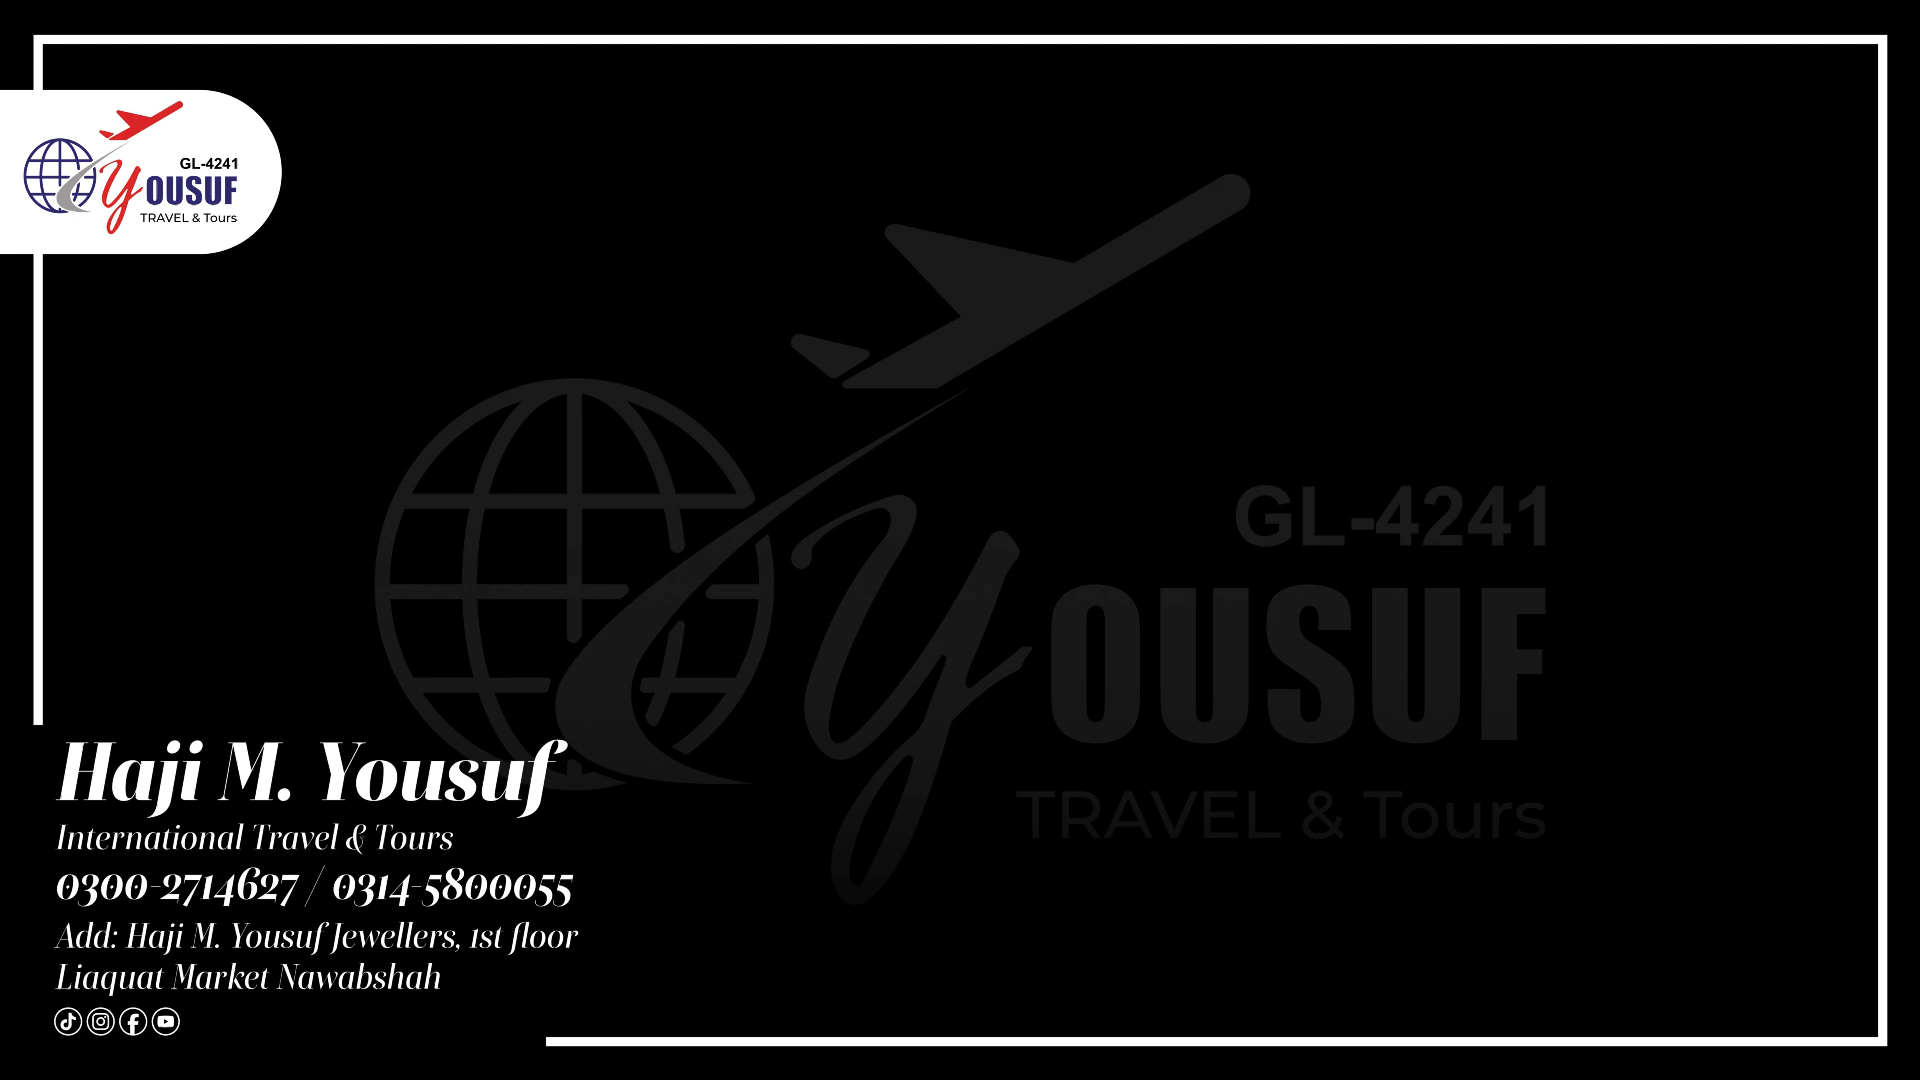 GL-4241
YOUSUF
TRAVEL & Tours
GL-4241
YOUSUF
TRAVEL & Tours
Haji M. Yousuf
International Travel & Tours
0300-2714627 / 0314-5800055
Add: Haji M. Yousuf Jewellers, 1st floor
Liaquat Market Nawabshah